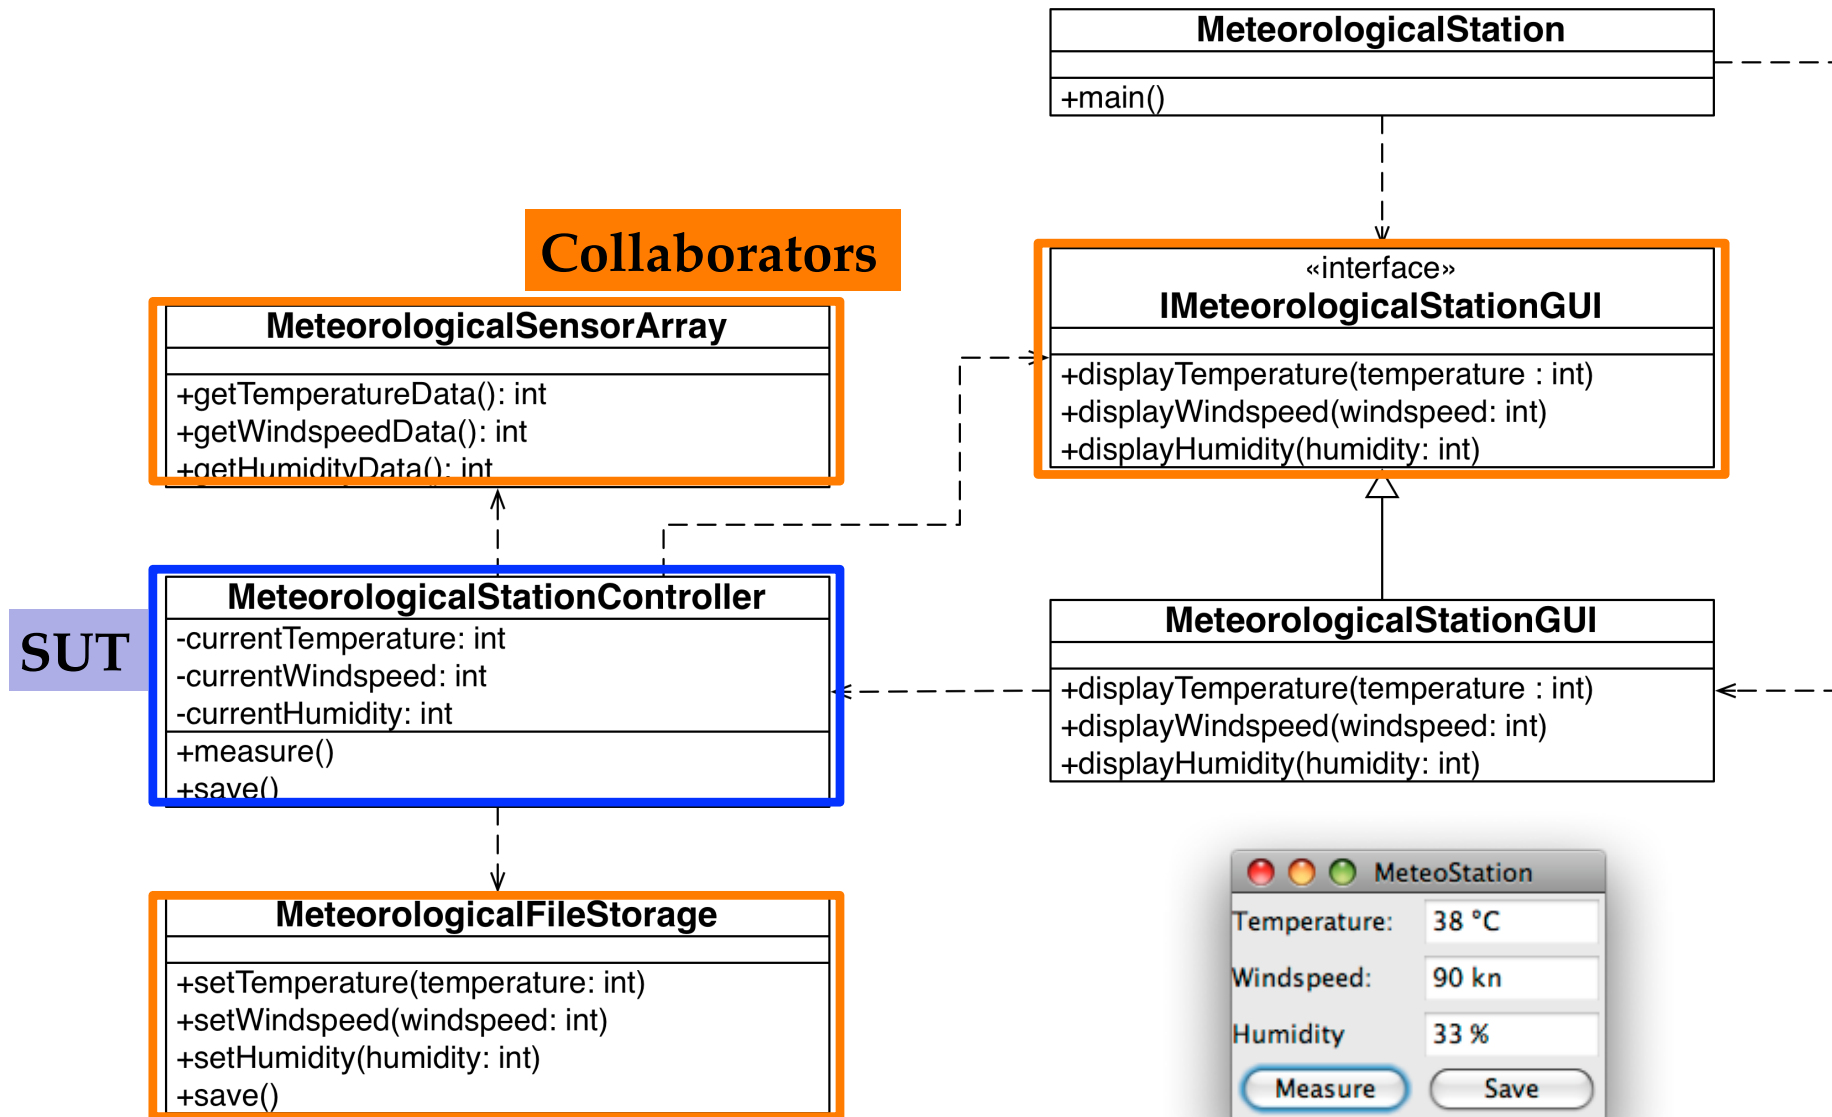 MeteorologicalStation
+main()
Collaborators
«interface»
IMeteorologicalStationGUI
+displayTemperature(temperature : int)
+displayWindspeed(windspeed: int)
+displayHumidity(humidity: int)
MeteorologicalSensorArray
+getTemperatureData(): int
+getWindspeedData(): int
+getHumidityData(): int
SUT
MeteorologicalStationController
-currentTemperature: int
-currentWindspeed: int
-currentHumidity: int
+measure()
+save()
MeteorologicalStationGUI
+displayTemperature(temperature : int)
+displayWindspeed(windspeed: int)
+displayHumidity(humidity: int)
MeteorologicalFileStorage
+setTemperature(temperature: int)
+setWindspeed(windspeed: int)
+setHumidity(humidity: int)
+save()
MeteoStation
Temperature: 38 °C
Windspeed: 90 kn
Humidity 33 %
Measure Save